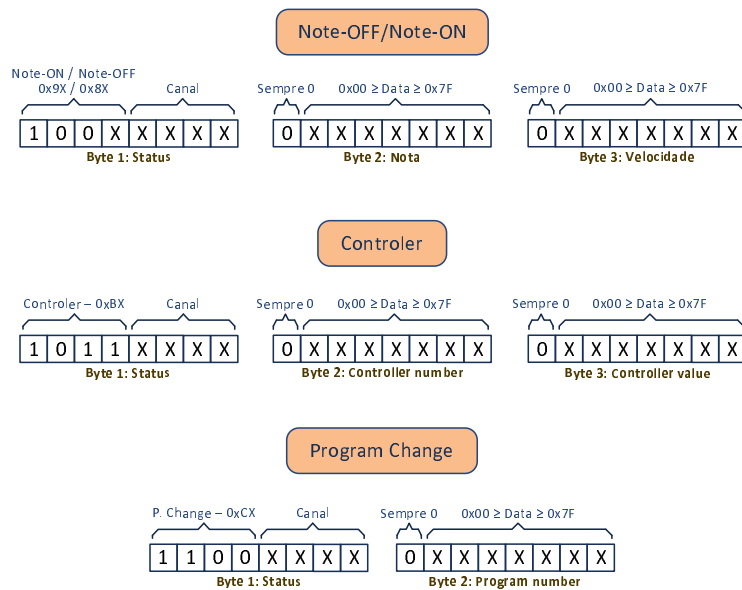 Note-OFF/Note-ON
Note-ON / Note-OFF
0x9X / 0x8X
Canal
Sempre 0
0x00 ≥ Data ≥ 0x7F
Sempre 0
0x00 ≥ Data ≥ 0x7F
1 0 0 X X X X X
0 X X X X X X X
0 X X X X X X X
Byte 1: Status
Byte 2: Nota
Byte 3: Velocidade
Controler
Controler – 0xBX
Canal
Sempre 0
0x00 ≥ Data ≥ 0x7F
Sempre 0
0x00 ≥ Data ≥ 0x7F
1 0 1 1 X X X X
0 X X X X X X X
0 X X X X X X X
Byte 1: Status
Byte 2: Controller number
Byte 3: Controller value
Program Change
P. Change – 0xCX
Canal
Sempre 0
0x00 ≥ Data ≥ 0x7F
1 1 0 0 X X X X
0 X X X X X X X
Byte 1: Status
Byte 2: Program number